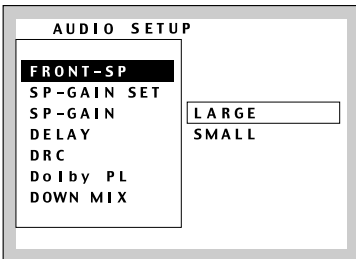 AUDIO SETUP
FRONT-SP
SP-GAIN SET
SP-GAIN
DELAY
DRC
Dolby PL
DOWN MIX
LARGE
SMALL